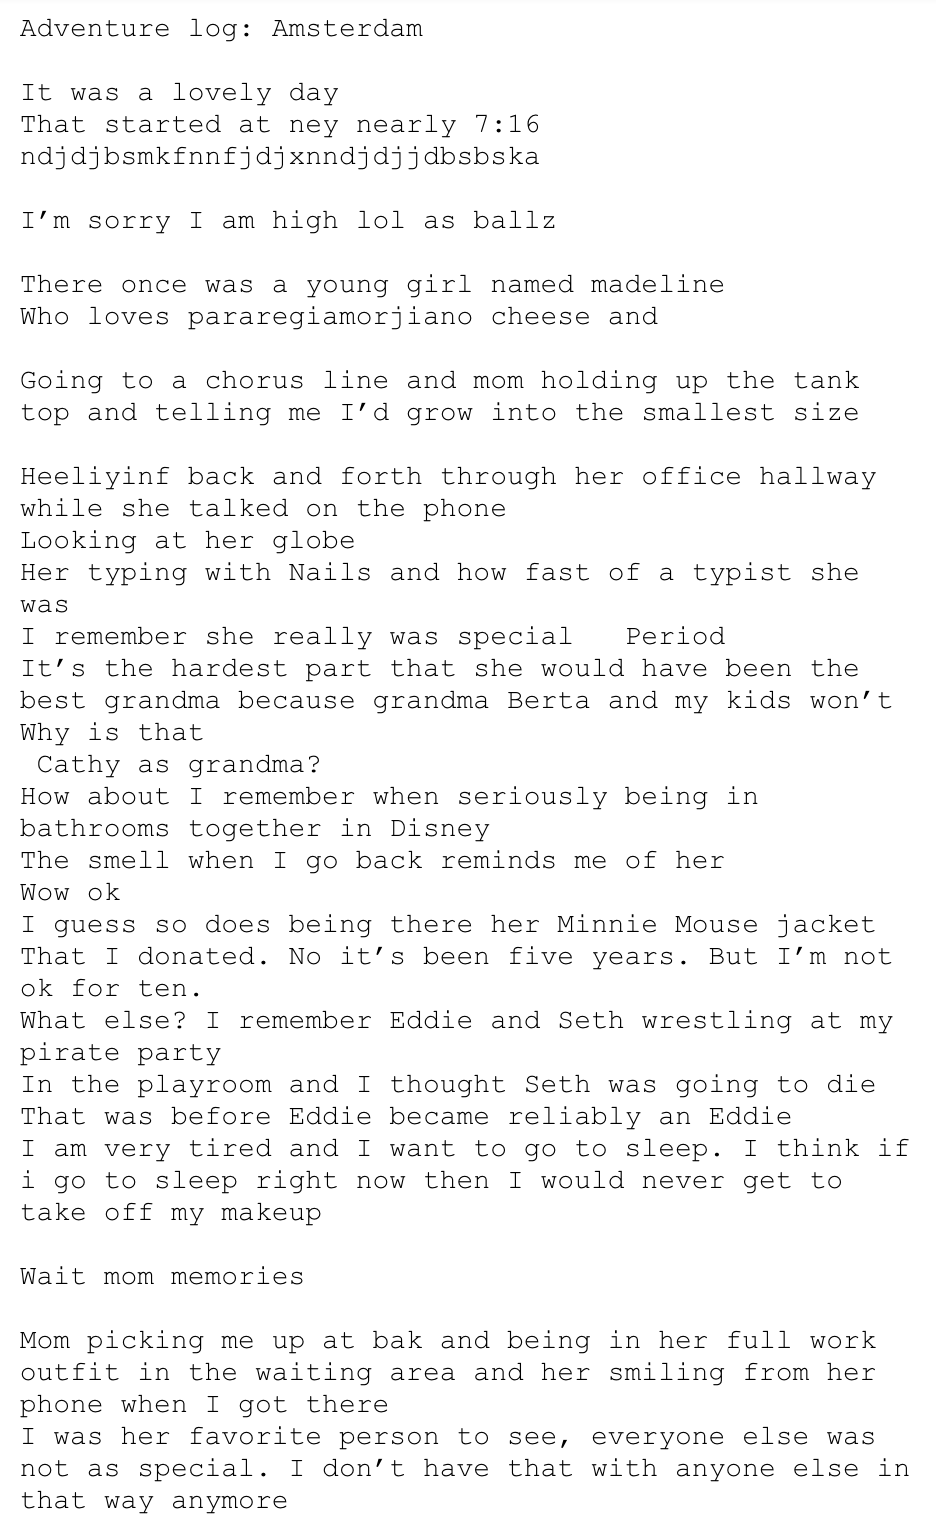 Adventure log: Amsterdam
It was a lovely day
That started at ney nearly 7:16
ndjdjbsmkfnnfjdjxnndjdjjdbsbska
I’m sorry I am high lol as ballz
There once was a young girl named madeline
Who loves pararegiamorjiano cheese and
Going to a chorus line and mom holding up the tank
top and telling me I’d grow into the smallest size
Heeliyinf back and forth through her office hallway
while she talked on the phone
Looking at her globe
Her typing with Nails and how fast of a typist she
was
I remember she really was special   Period
It’s the hardest part that she would have been the
best grandma because grandma Berta and my kids won’t
Why is that
Cathy as grandma?
How about I remember when seriously being in
bathrooms together in Disney
The smell when I go back reminds me of her
Wow ok
I guess so does being there her Minnie Mouse jacket
That I donated. No it’s been five years. But I’m not
ok for ten.
What else? I remember Eddie and Seth wrestling at my
pirate party
In the playroom and I thought Seth was going to die
That was before Eddie became reliably an Eddie
I am very tired and I want to go to sleep. I think if
i go to sleep right now then I would never get to
take off my makeup
Wait mom memories
Mom picking me up at bak and being in her full work
outfit in the waiting area and her smiling from her
phone when I got there
I was her favorite person to see, everyone else was
not as special. I don’t have that with anyone else in
that way anymore